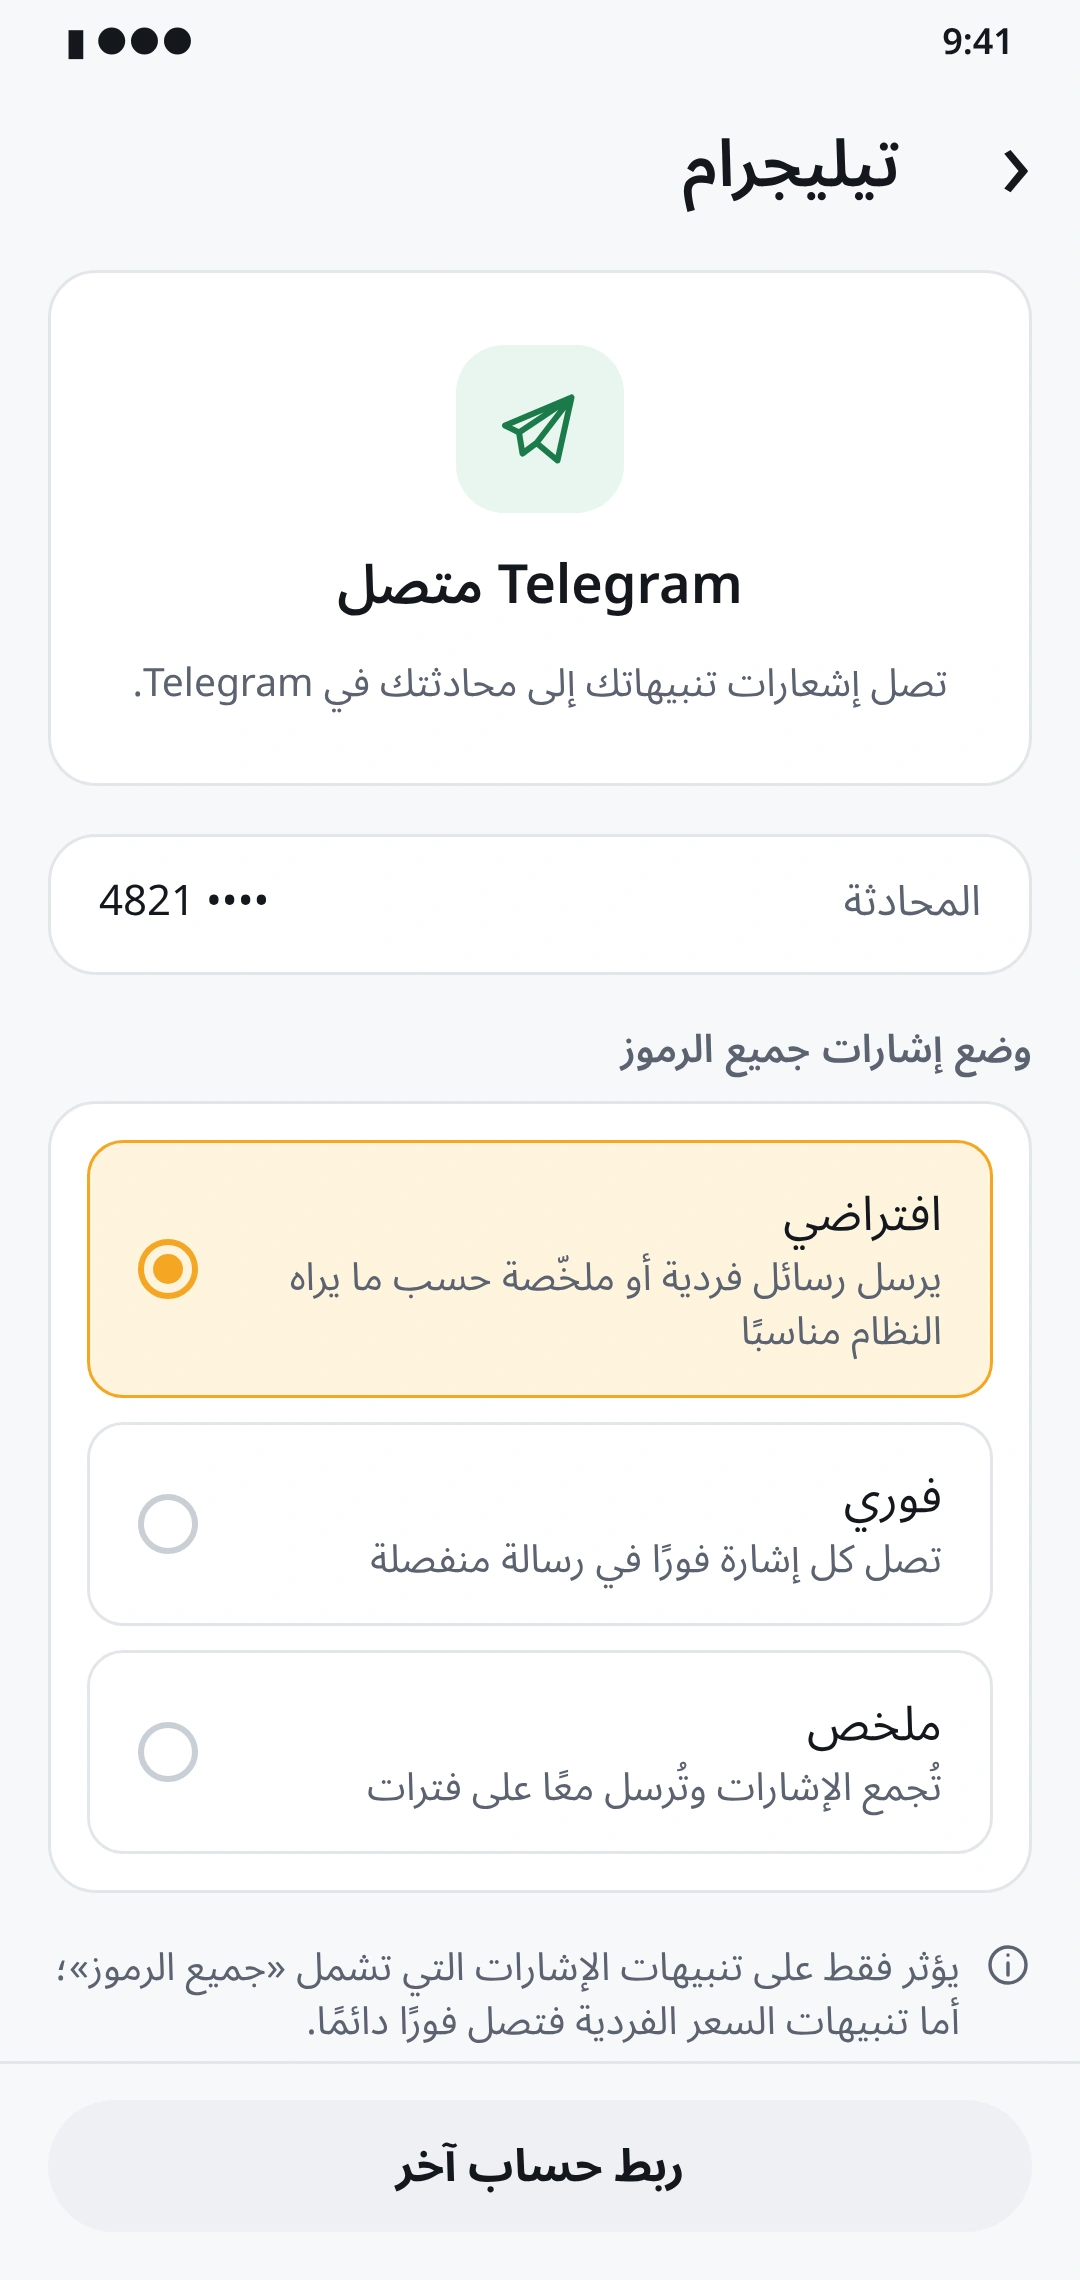 9:41
تيليجرام
Telegram متصل
تصل إشعارات تنبيهاتك إلى محادثتك في Telegram.
المحادثة
•••• 4821
وضع إشارات جميع الرموز
افتراضي
يرسل رسائل فردية أو ملخّصة حسب ما يراه
النظام مناسبًا
فوري
تصل كل إشارة فورًا في رسالة منفصلة
ملخص
تُجمع الإشارات وتُرسل معًا على فترات
يؤثر فقط على تنبيهات الإشارات التي تشمل «جميع الرموز»؛
أما تنبيهات السعر الفردية فتصل فورًا دائمًا.
ربط حساب آخر